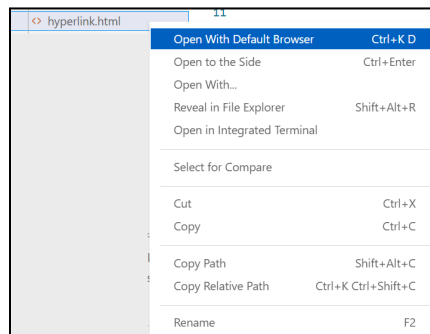 <> hyperlink.html
11
Open With Default Browser Ctrl+K D
Open to the Side Ctrl+Enter
Open With...
Reveal in File Explorer Shift+Alt+R
Open in Integrated Terminal
Select for Compare
Cut Ctrl+X
Copy Ctrl+C
Copy Path Shift+Alt+C
Copy Relative Path Ctrl+K Ctrl+Shift+C
Rename F2